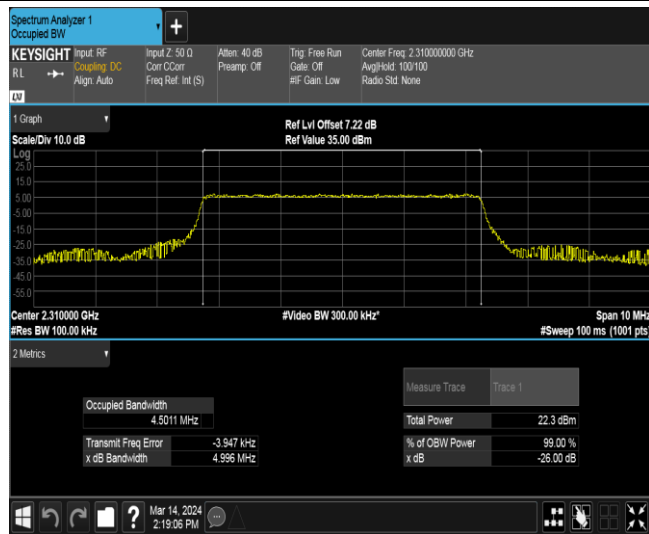 Spectrum Analyzer 1
Occupied BW
+
KEYSIGHT
RL
LXI
Input: RF
Coupling: DC
Align: Auto
Input Z: 50 Ω
Corr CCorr
Freq Ref: Int (S)
Atten: 40 dB
Preamp: Off
Trig: Free Run
Gate: Off
#IF Gain: Low
Center Freq: 2.310000000 GHz
Avg|Hold: 100/100
Radio Std: None
1 Graph
Scale/Div 10.0 dB
Ref Lvl Offset 7.22 dB
Ref Value 35.00 dBm
Log
25.0
15.0
5.00
-5.00
-15.0
-25.0
-35.0
-45.0
-55.0
Center 2.310000 GHz
#Res BW 100.00 kHz
#Video BW 300.00 kHz*
Span 10 MHz
#Sweep 100 ms (1001 pts)
2 Metrics
Measure Trace Trace 1
Occupied Bandwidth
4.5011 MHz
Total Power 22.3 dBm
Transmit Freq Error -3.947 kHz
% of OBW Power 99.00 %
x dB Bandwidth 4.996 MHz
x dB -26.00 dB
?
Mar 14, 2024
2:19:06 PM